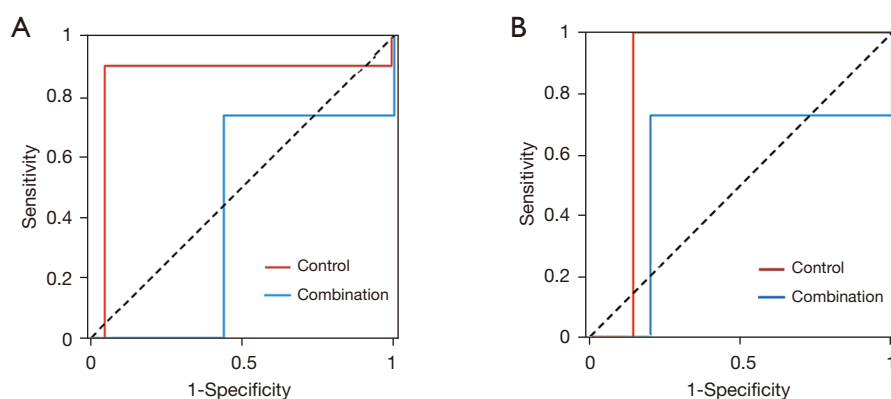 A
1
0.8
0.6
0.4
0.2
0
Sensitivity
Control
Combination
0
0.5
1
1-Specificity
B
1
0.8
0.6
0.4
0.2
0
Sensitivity
Control
Combination
0
0.5
1
1-Specificity